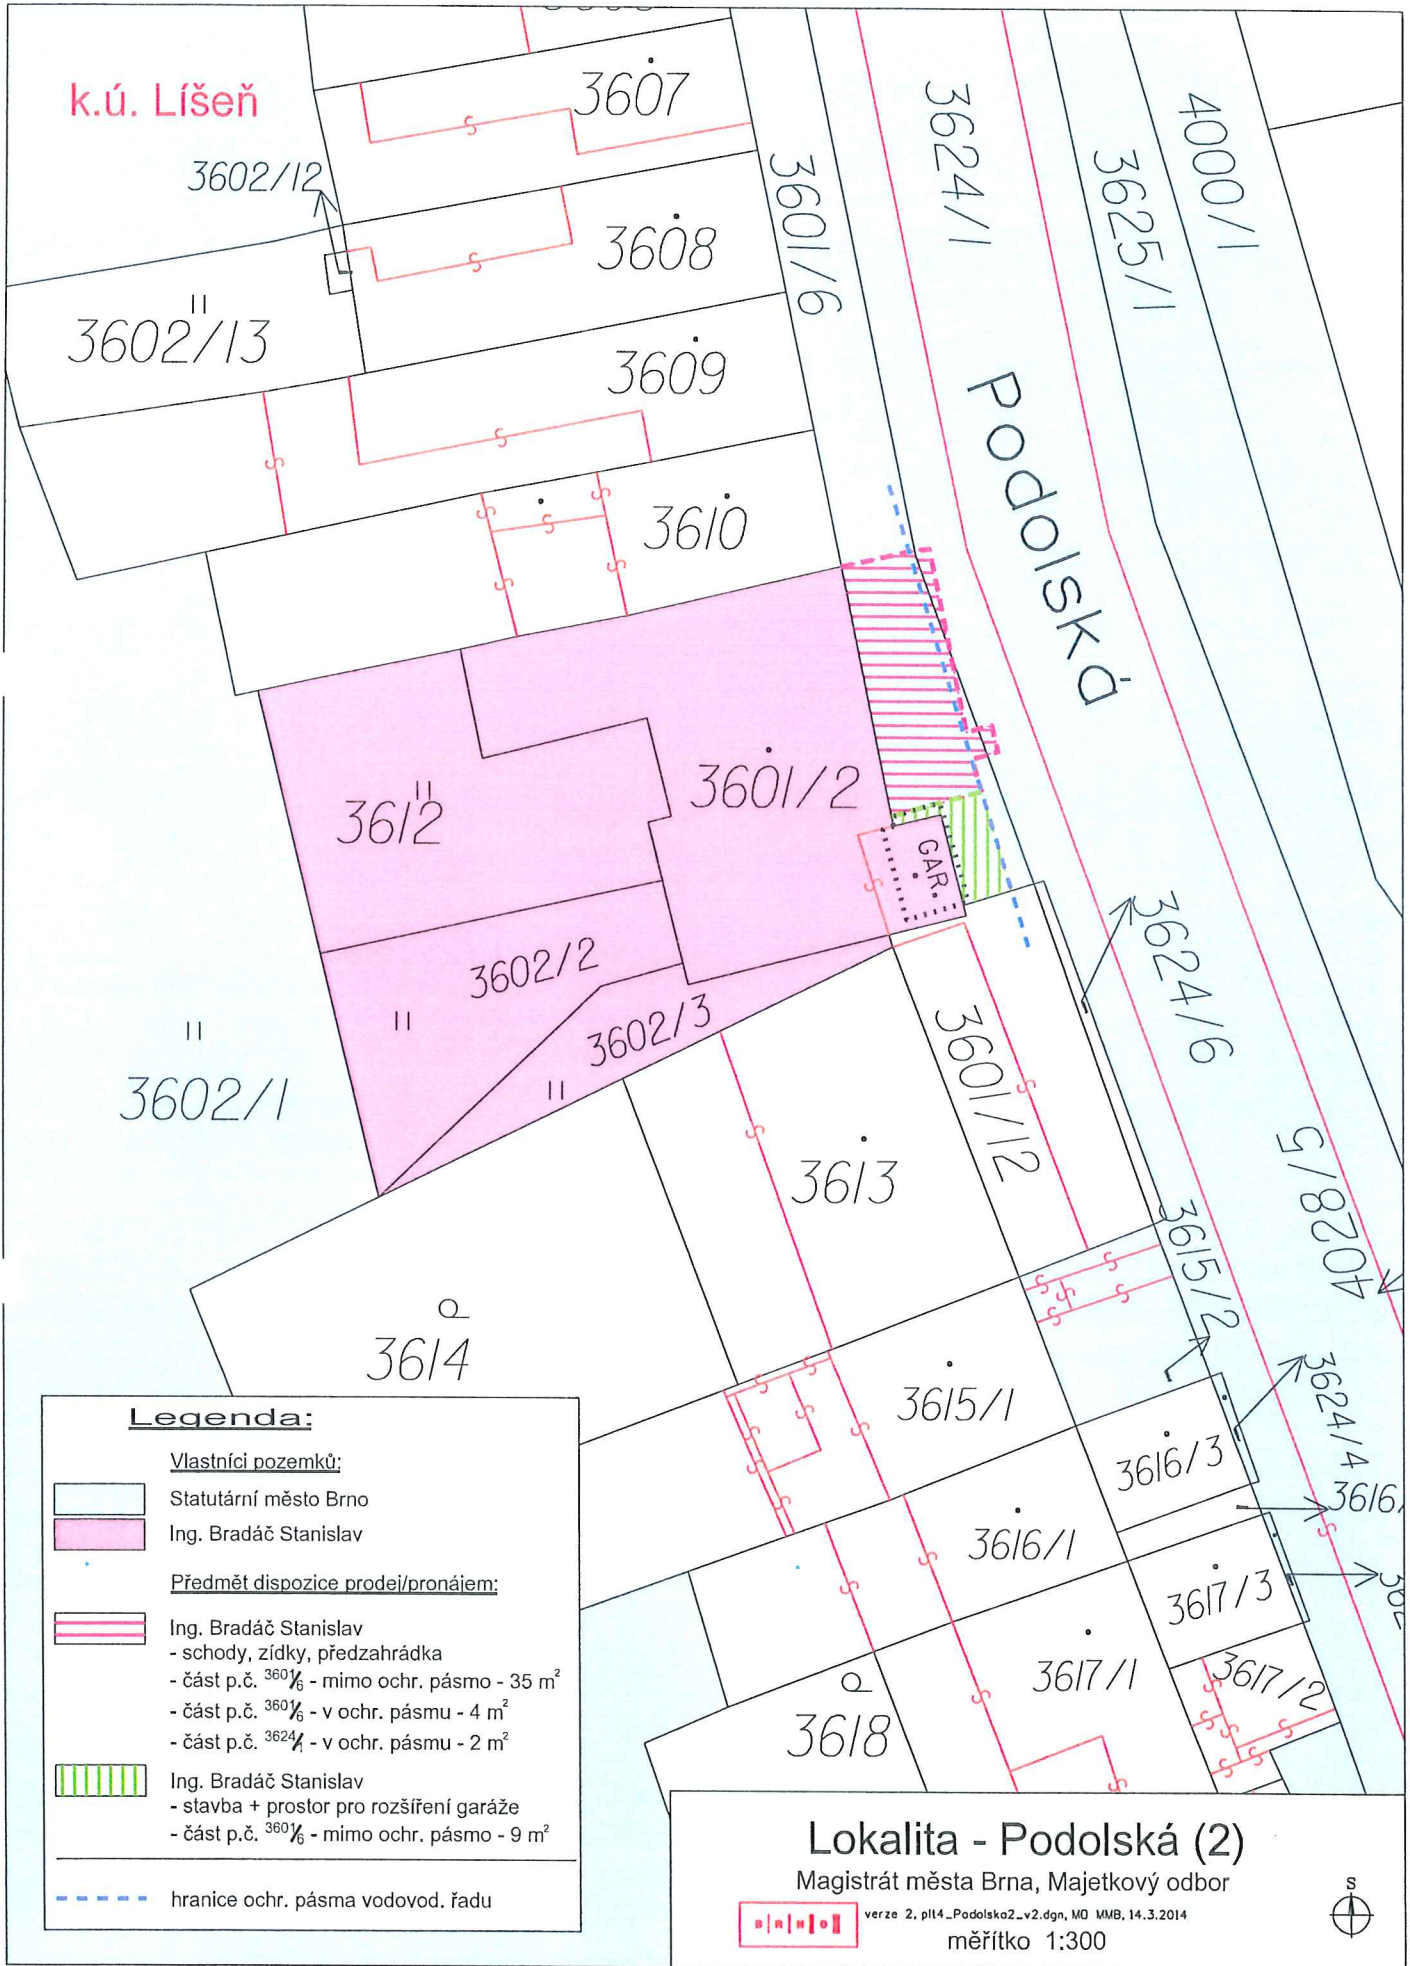 k.ú. Líšeň
3607
3602/12
3608
3601/6
3624/1
3625/1
4000/1
3602/13
3609
3610
Podolská
3612
3601/2
GAR.
3602/2
3602/3
3602/1
3624/6
3601/12
3613
4028/5
3615/2
3614
3615/1
3624/4
3616/3
3616/1
3617/3
3617/1
3617/2
3618
Legenda:
Vlastníci pozemků:
Statutární město Brno
Ing. Bradáč Stanislav
Předmět dispozice prodej/pronájem:
Ing. Bradáč Stanislav
- schody, zídky, předzahrádka
- část p.č. 3601/6 - mimo ochr. pásmo - 35 m²
- část p.č. 3601/6 - v ochr. pásmu - 4 m²
- část p.č. 3624/1 - v ochr. pásmu - 2 m²
Ing. Bradáč Stanislav
- stavba + prostor pro rozšíření garáže
- část p.č. 3601/6 - mimo ochr. pásmo - 9 m²
hranice ochr. pásma vodovod. řadu
Lokalita - Podolská (2)
Magistrát města Brna, Majetkový odbor
BRNO
verze 2, plt4_Podolska2_v2.dgn, MO MMB, 14.3.2014
měřítko 1:300
S